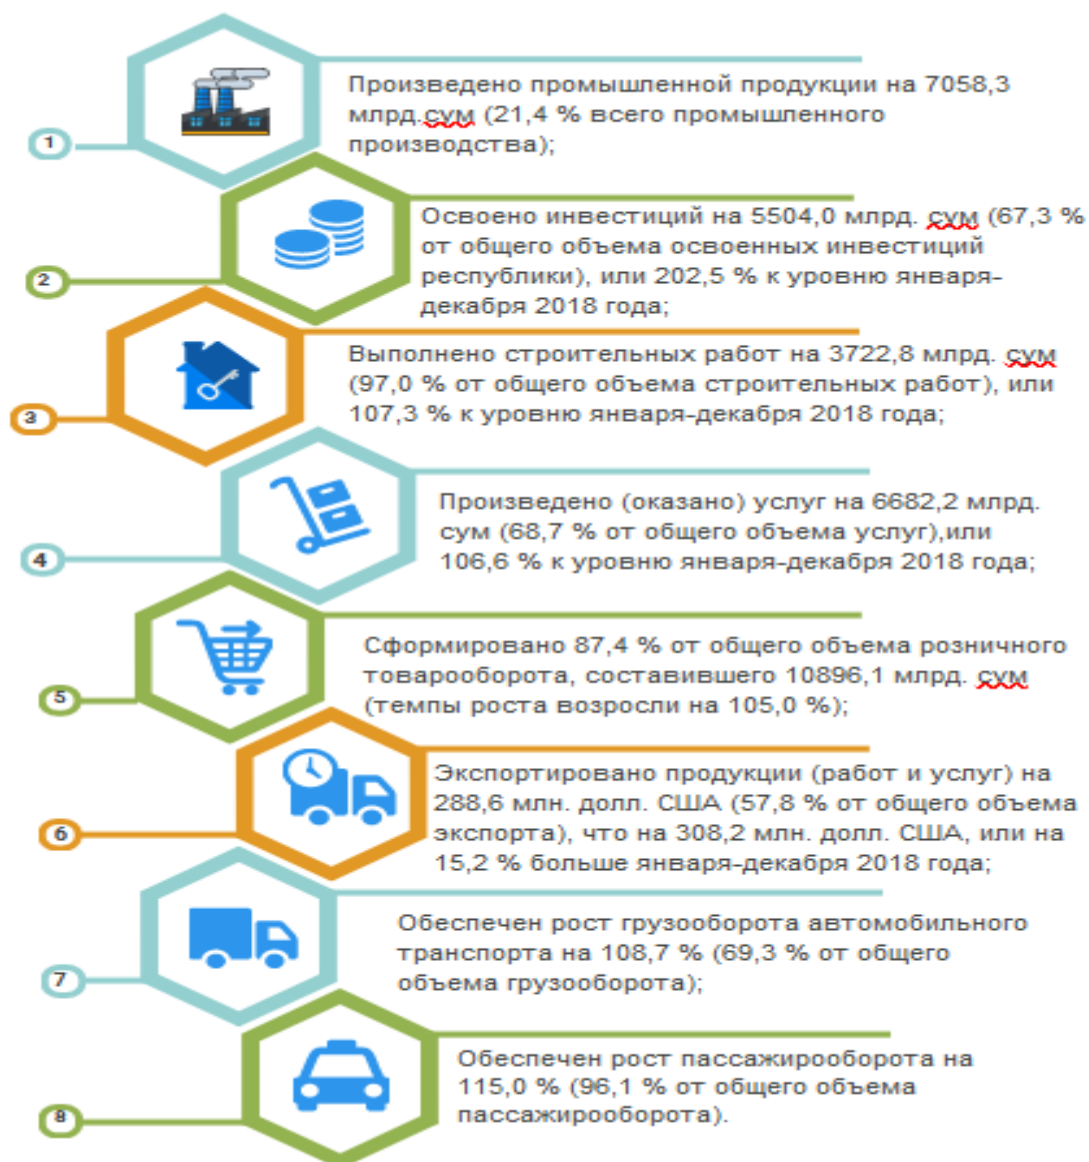 1
Произведено промышленной продукции на 7058,3
млрд.сум (21,4 % всего промышленного
производства);
2
Освоено инвестиций на 5504,0 млрд. сум (67,3 %
от общего объема освоенных инвестиций
республики), или 202,5 % к уровню января-
декабря 2018 года;
3
Выполнено строительных работ на 3722,8 млрд. сум
(97,0 % от общего объема строительных работ), или
107,3 % к уровню января-декабря 2018 года;
4
Произведено (оказано) услуг на 6682,2 млрд.
сум (68,7 % от общего объема услуг),или
106,6 % к уровню января-декабря 2018 года;
5
Сформировано 87,4 % от общего объема розничного
товарооборота, составившего 10896,1 млрд. сум
(темпы роста возросли на 105,0 %);
6
Экспортировано продукции (работ и услуг) на
288,6 млн. долл. США (57,8 % от общего объема
экспорта), что на 308,2 млн. долл. США, или на
15,2 % больше января-декабря 2018 года;
7
Обеспечен рост грузооборота автомобильного
транспорта на 108,7 % (69,3 % от общего
объема грузооборота);
8
Обеспечен рост пассажирооборота на
115,0 % (96,1 % от общего объема
пассажирооборота).